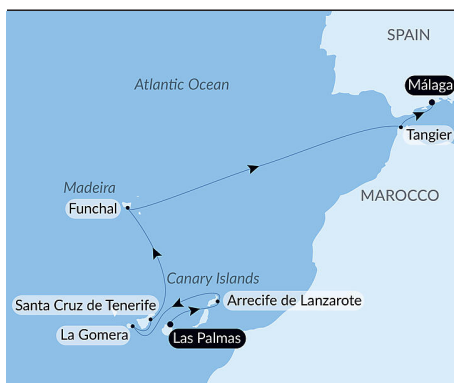 SPAIN
Atlantic Ocean
Málaga
Tangier
Madeira
Funchal
MAROCCO
Canary Islands
Santa Cruz de Tenerife
Arrecife de Lanzarote
La Gomera
Las Palmas